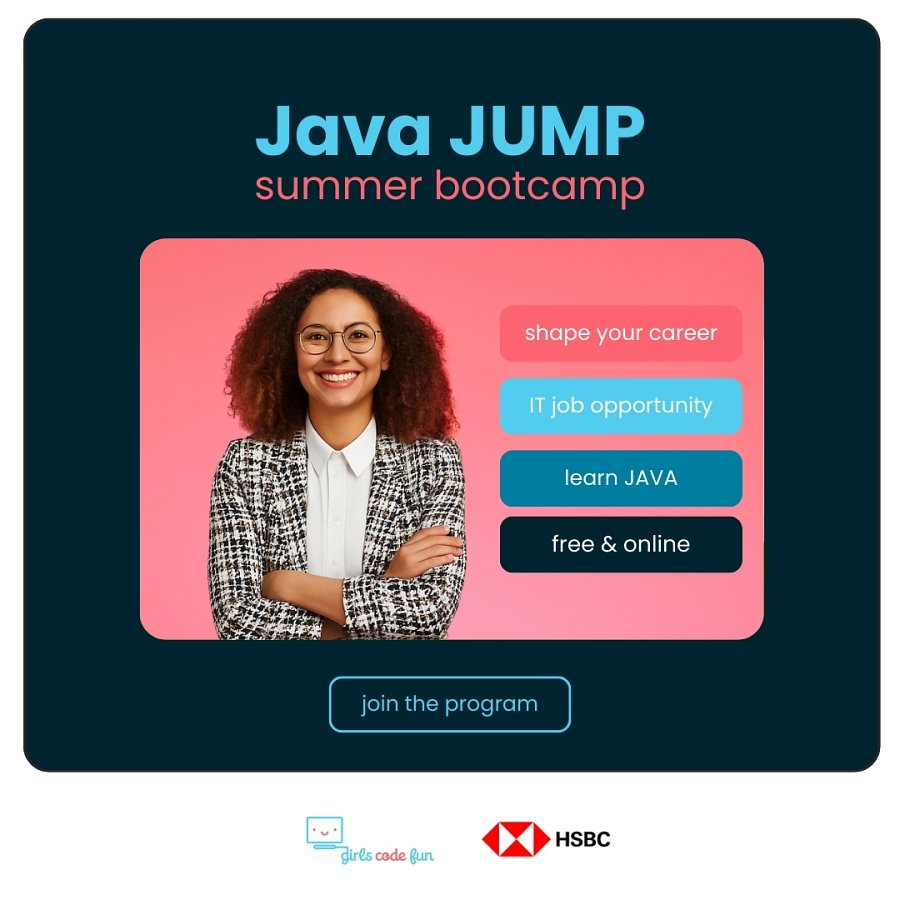 Java JUMP
summer bootcamp
shape your career
IT job opportunity
learn JAVA
free & online
join the program
girls code fun
HSBC